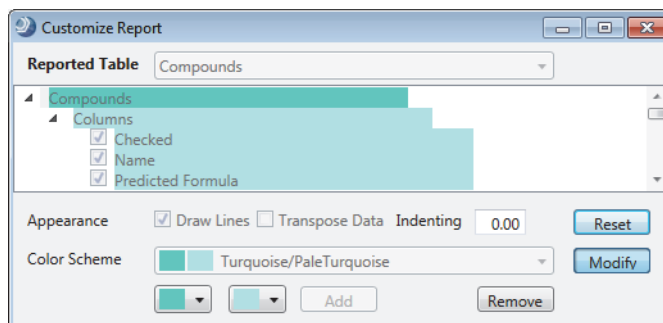 Customize Report
Reported Table Compounds
Compounds
Columns
Checked
Name
Predicted Formula
Appearance Draw Lines Transpose Data Indenting 0.00 Reset
Color Scheme Turquoise/PaleTurquoise Modify
Add Remove